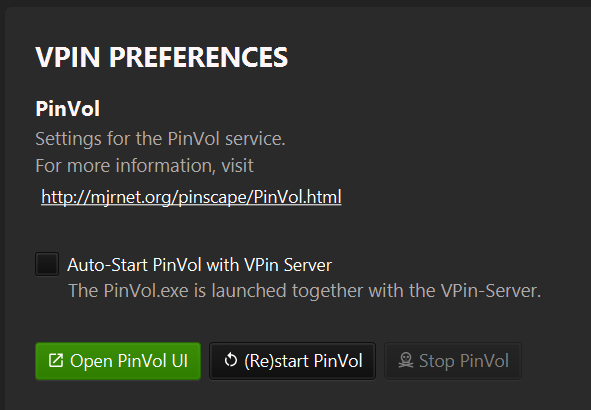 VPIN PREFERENCES
PinVol
Settings for the PinVol service.
For more information, visit
http://mjrnet.org/pinscape/PinVol.html
Auto-Start PinVol with VPin Server
The PinVol.exe is launched together with the VPin-Server.
Open PinVol UI (Re)start PinVol Stop PinVol